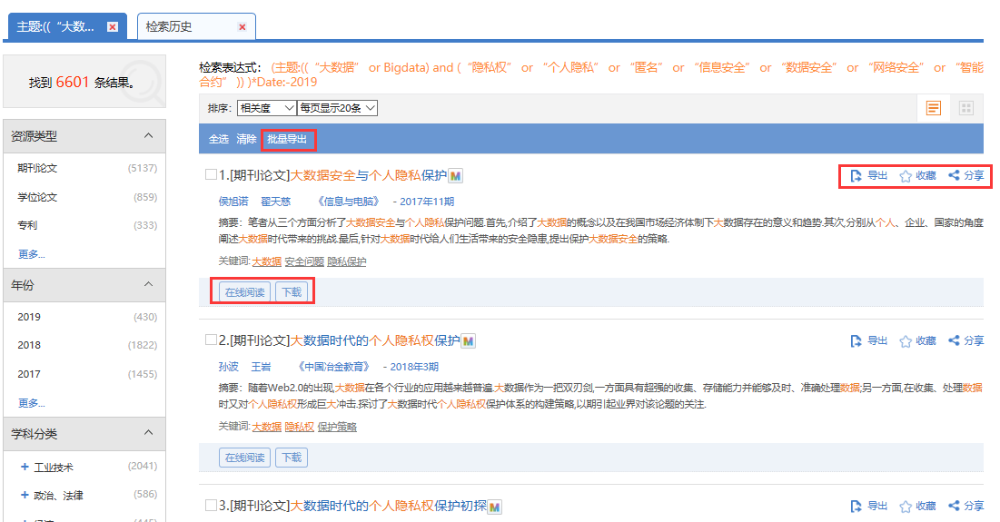 主题:((“大数...
检索历史
找到 6601 条结果。
资源类型
期刊论文 (5137)
学位论文 (859)
专利 (333)
更多...
年份
2019 (430)
2018 (1822)
2017 (1455)
更多...
学科分类
+ 工业技术 (2041)
+ 政治、法律 (586)
检索表达式: (主题:((“大数据” or Bigdata) and (“隐私权” or “个人隐私” or “匿名” or “信息安全” or “数据安全” or “网络安全” or “智能
合约” )) )*Date:-2019
排序: 相关度 每页显示20条
全选 清除 批量导出
1.[期刊论文]大数据安全与个人隐私保护 M 导出 收藏 分享
侯旭诺 翟天慈 《信息与电脑》 - 2017年11期
摘要: 笔者从三个方面分析了大数据安全与个人隐私保护问题.首先,介绍了大数据的概念以及在我国市场经济体制下大数据存在的意义和趋势.其次,分别从个人、企业、国家的角度
阐述大数据时代带来的挑战.最后,针对大数据时代给人们生活带来的安全隐患,提出保护大数据安全的策略.
关键词: 大数据 安全问题 隐私保护
在线阅读 下载
2.[期刊论文]大数据时代的个人隐私权保护 M 导出 收藏 分享
孙波 王岩 《中国冶金教育》 - 2018年3期
摘要: 随着Web2.0的出现,大数据在各个行业的应用越来越普遍.大数据作为一把双刃剑,一方面具有超强的收集、存储能力并能够及时、准确处理数据;另一方面,在收集、处理数据
时又对个人隐私权形成巨大冲击.探讨了大数据时代个人隐私权保护体系的构建策略,以期引起业界对该论题的关注.
关键词: 大数据 隐私权 保护策略
在线阅读 下载
3.[期刊论文]大数据时代的个人隐私权保护初探 M 导出 收藏 分享